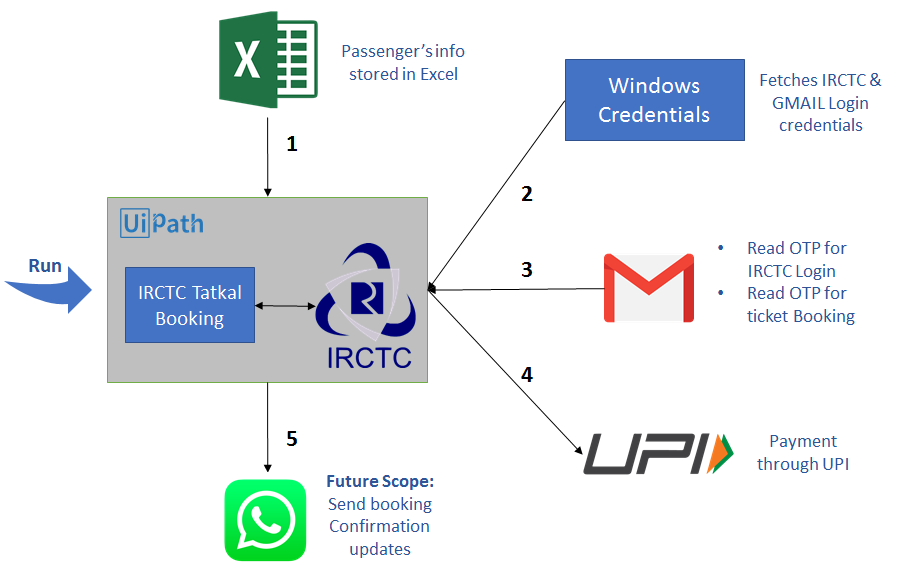 X
Passenger's info
stored in Excel
Windows
Credentials
Fetches IRCTC &
GMAIL Login
credentials
1
2
UiPath
Run
IRCTC Tatkal
Booking
R
IRCTC
3
• Read OTP for
IRCTC Login
• Read OTP for
ticket Booking
4
UPI
Payment
through UPI
5
Future Scope:
Send booking
Confirmation
updates